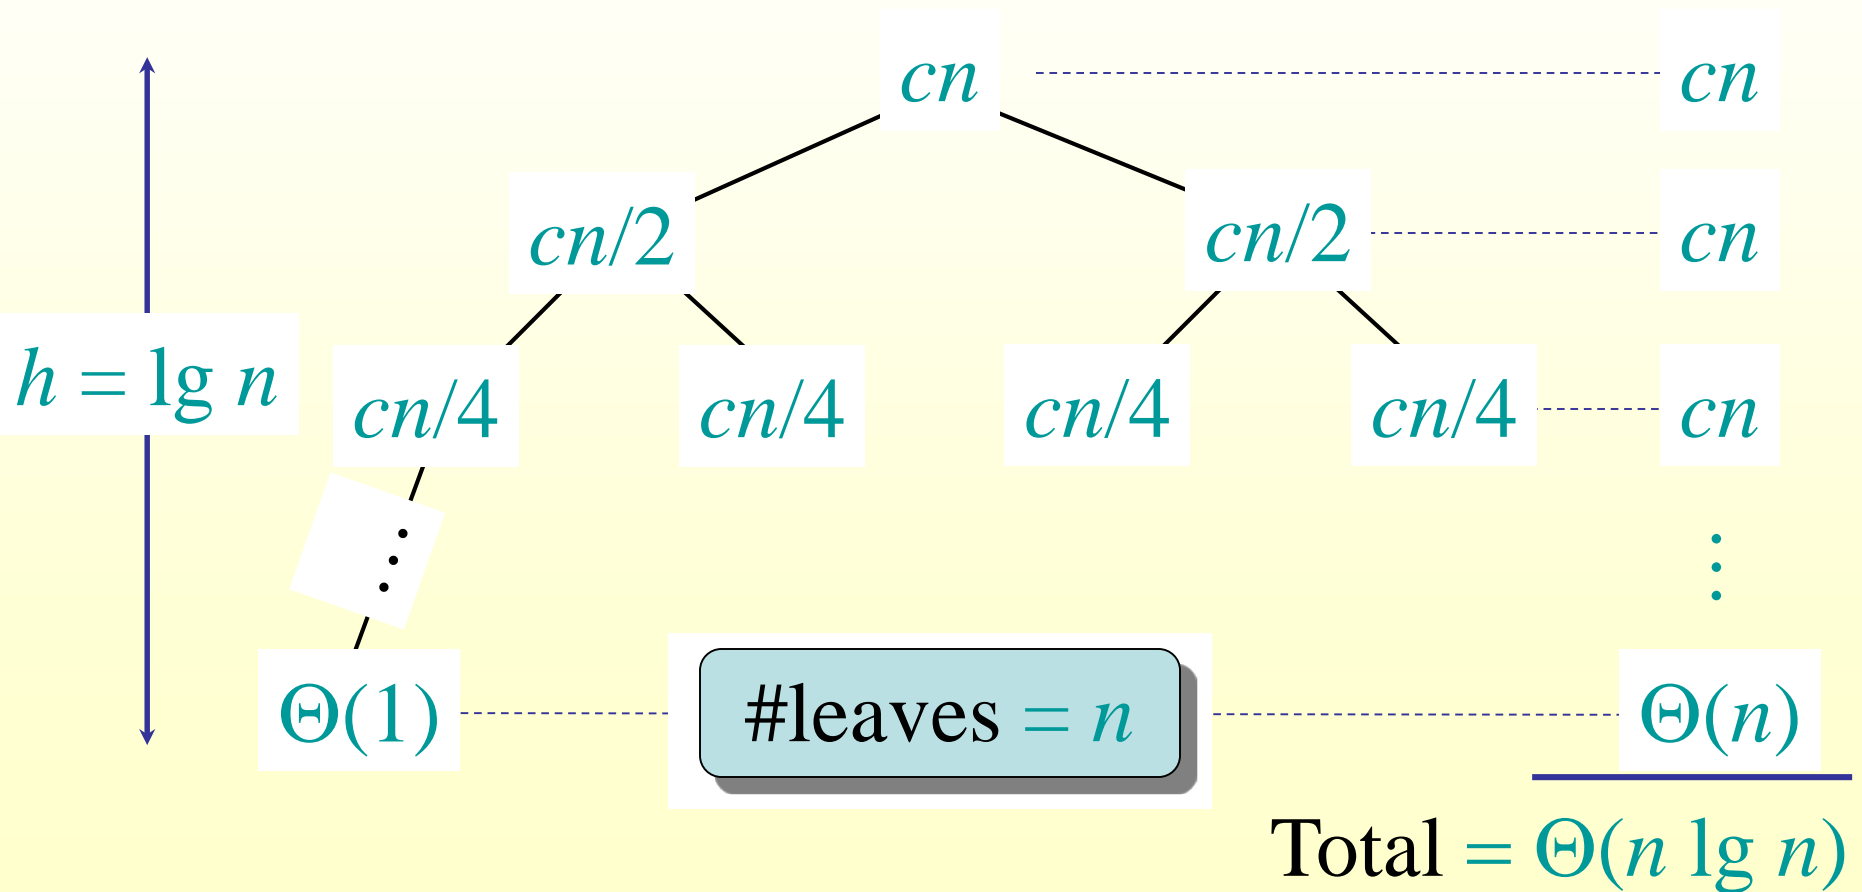 cn cn
cn/2 cn/2 cn
h = lg n cn/4 cn/4 cn/4 cn/4 cn
Θ(1) #leaves = n Θ(n)
Total = Θ(n lg n)